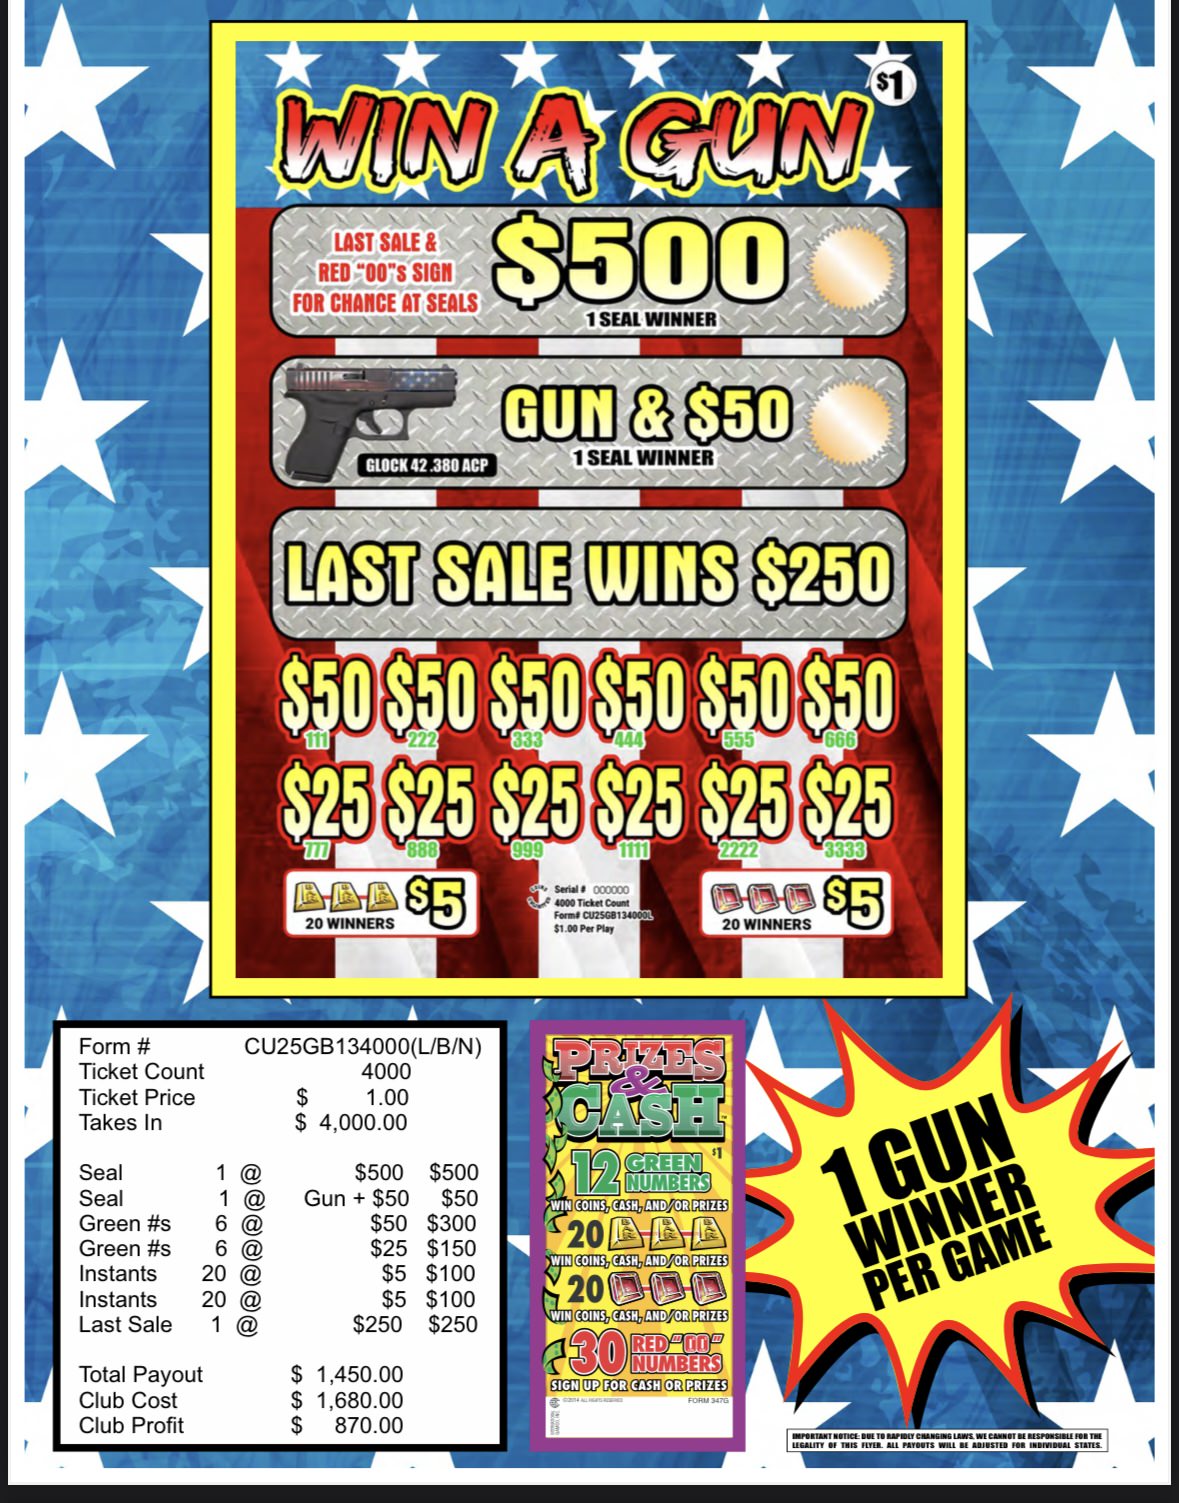 $1
WIN A GUN
LAST SALE &
RED "00"s SIGN
FOR CHANCE AT SEALS
$500
1 SEAL WINNER
GUN & $50
1 SEAL WINNER
GLOCK 42 .380 ACP
LAST SALE WINS $250
$50 $50 $50 $50 $50 $50
111 222 333 444 555 666
$25 $25 $25 $25 $25 $25
777 888 999 1111 2222 3333
$5
20 WINNERS
Serial # 000000
4000 Ticket Count
Form# CU25GB134000L
$1.00 Per Play
$5
20 WINNERS
Form # CU25GB134000(L/B/N)
Ticket Count 4000
Ticket Price $ 1.00
Takes In $ 4,000.00
Seal 1 @ $500 $500
Seal 1 @ Gun + $50 $50
Green #s 6 @ $50 $300
Green #s 6 @ $25 $150
Instants 20 @ $5 $100
Instants 20 @ $5 $100
Last Sale 1 @ $250 $250
Total Payout $ 1,450.00
Club Cost $ 1,680.00
Club Profit $ 870.00
PRIZES
&
CASH
$1
12 GREEN
NUMBERS
WIN COINS, CASH, AND/OR PRIZES
20
WIN COINS, CASH, AND/OR PRIZES
20
WIN COINS, CASH, AND/OR PRIZES
30 RED "00"
NUMBERS
SIGN UP FOR CASH OR PRIZES
ALL RIGHTS RESERVED
FORM 347G
1 GUN
WINNER
PER GAME
IMPORTANT NOTICE: DUE TO RAPIDLY CHANGING LAWS, WE CANNOT BE RESPONSIBLE FOR THE
LEGALITY OF THIS FLYER. ALL PAYOUTS WILL BE ADJUSTED FOR INDIVIDUAL STATES.